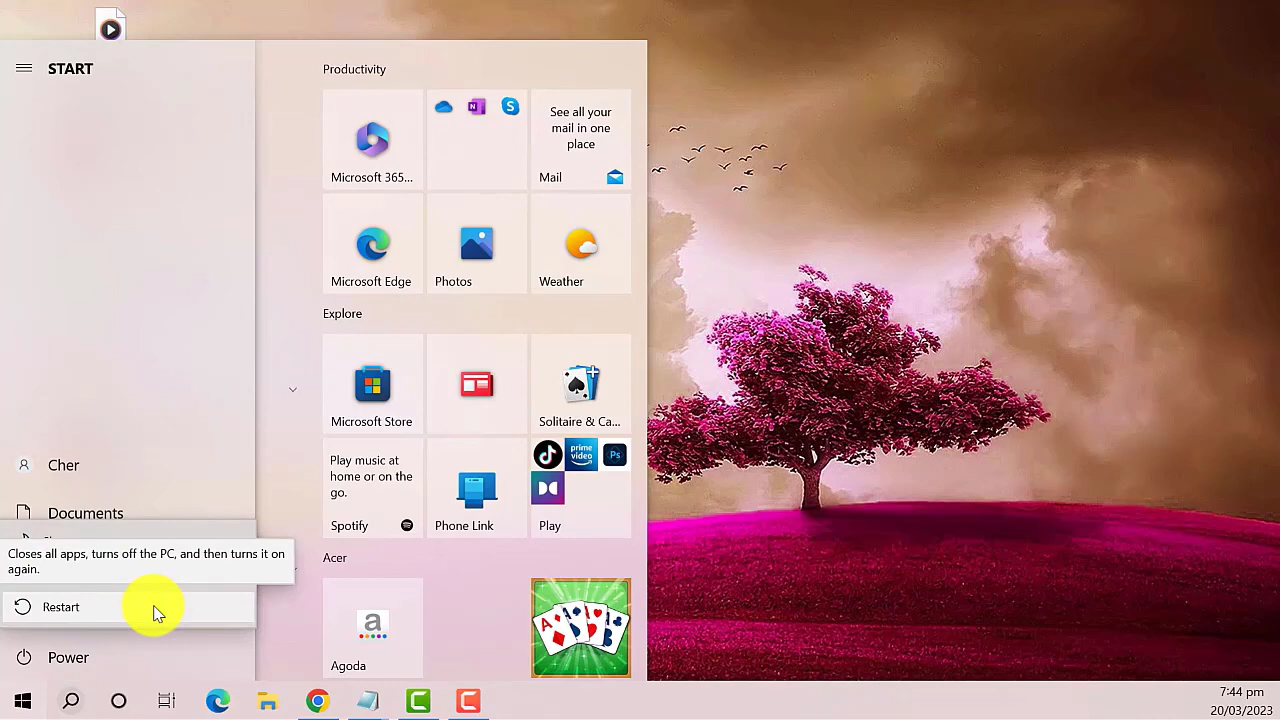 START
Cher
Documents
Closes all apps, turns off the PC, and then turns it on
again.
Restart
Power
Productivity
Microsoft 365...
See all your
mail in one
place
Mail
Microsoft Edge
Photos
Weather
Explore
Microsoft Store
Solitaire & Ca...
Play music at
home or on the
go.
Spotify
Phone Link
prime
video
Ps
Play
Acer
a
Agoda
A
A
7:44 pm
20/03/2023